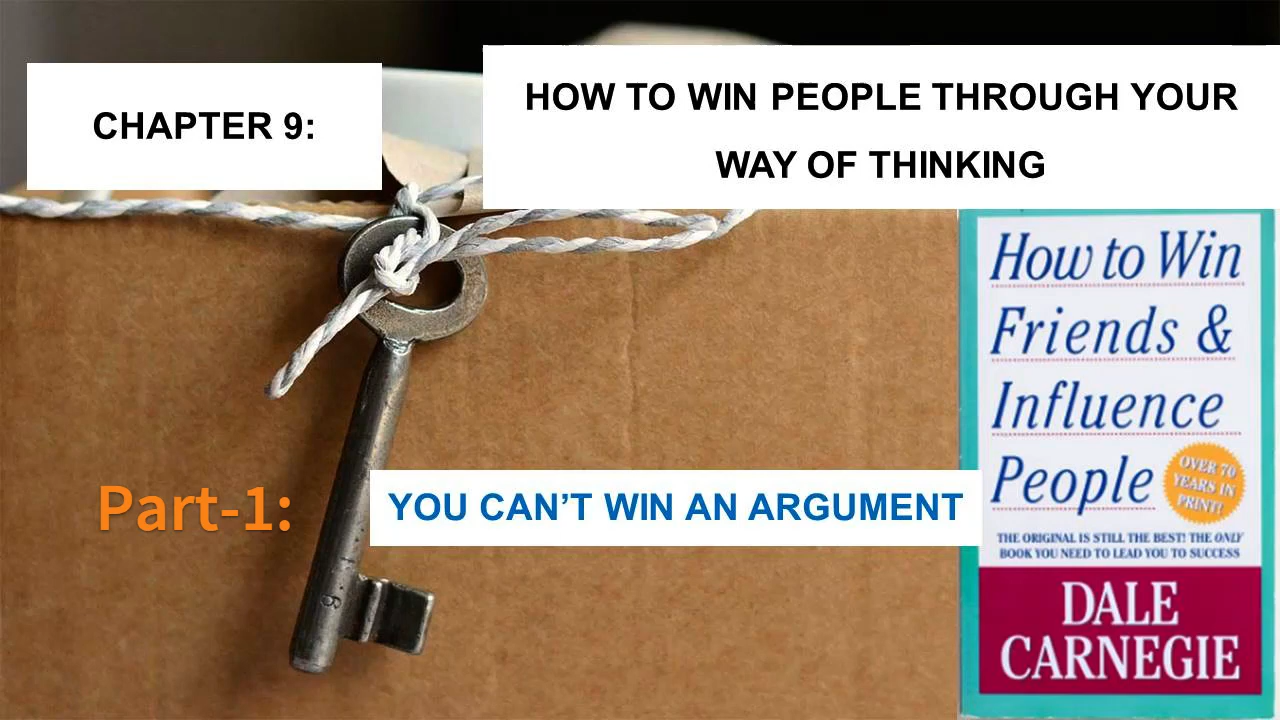 CHAPTER 9:
HOW TO WIN PEOPLE THROUGH YOUR
WAY OF THINKING
Part-1:
YOU CAN’T WIN AN ARGUMENT
How to Win
Friends &
Influence
People
OVER 70
YEARS IN
PRINT!
THE ORIGINAL IS STILL THE BEST! THE ONLY
BOOK YOU NEED TO LEAD YOU TO SUCCESS
DALE
CARNEGIE